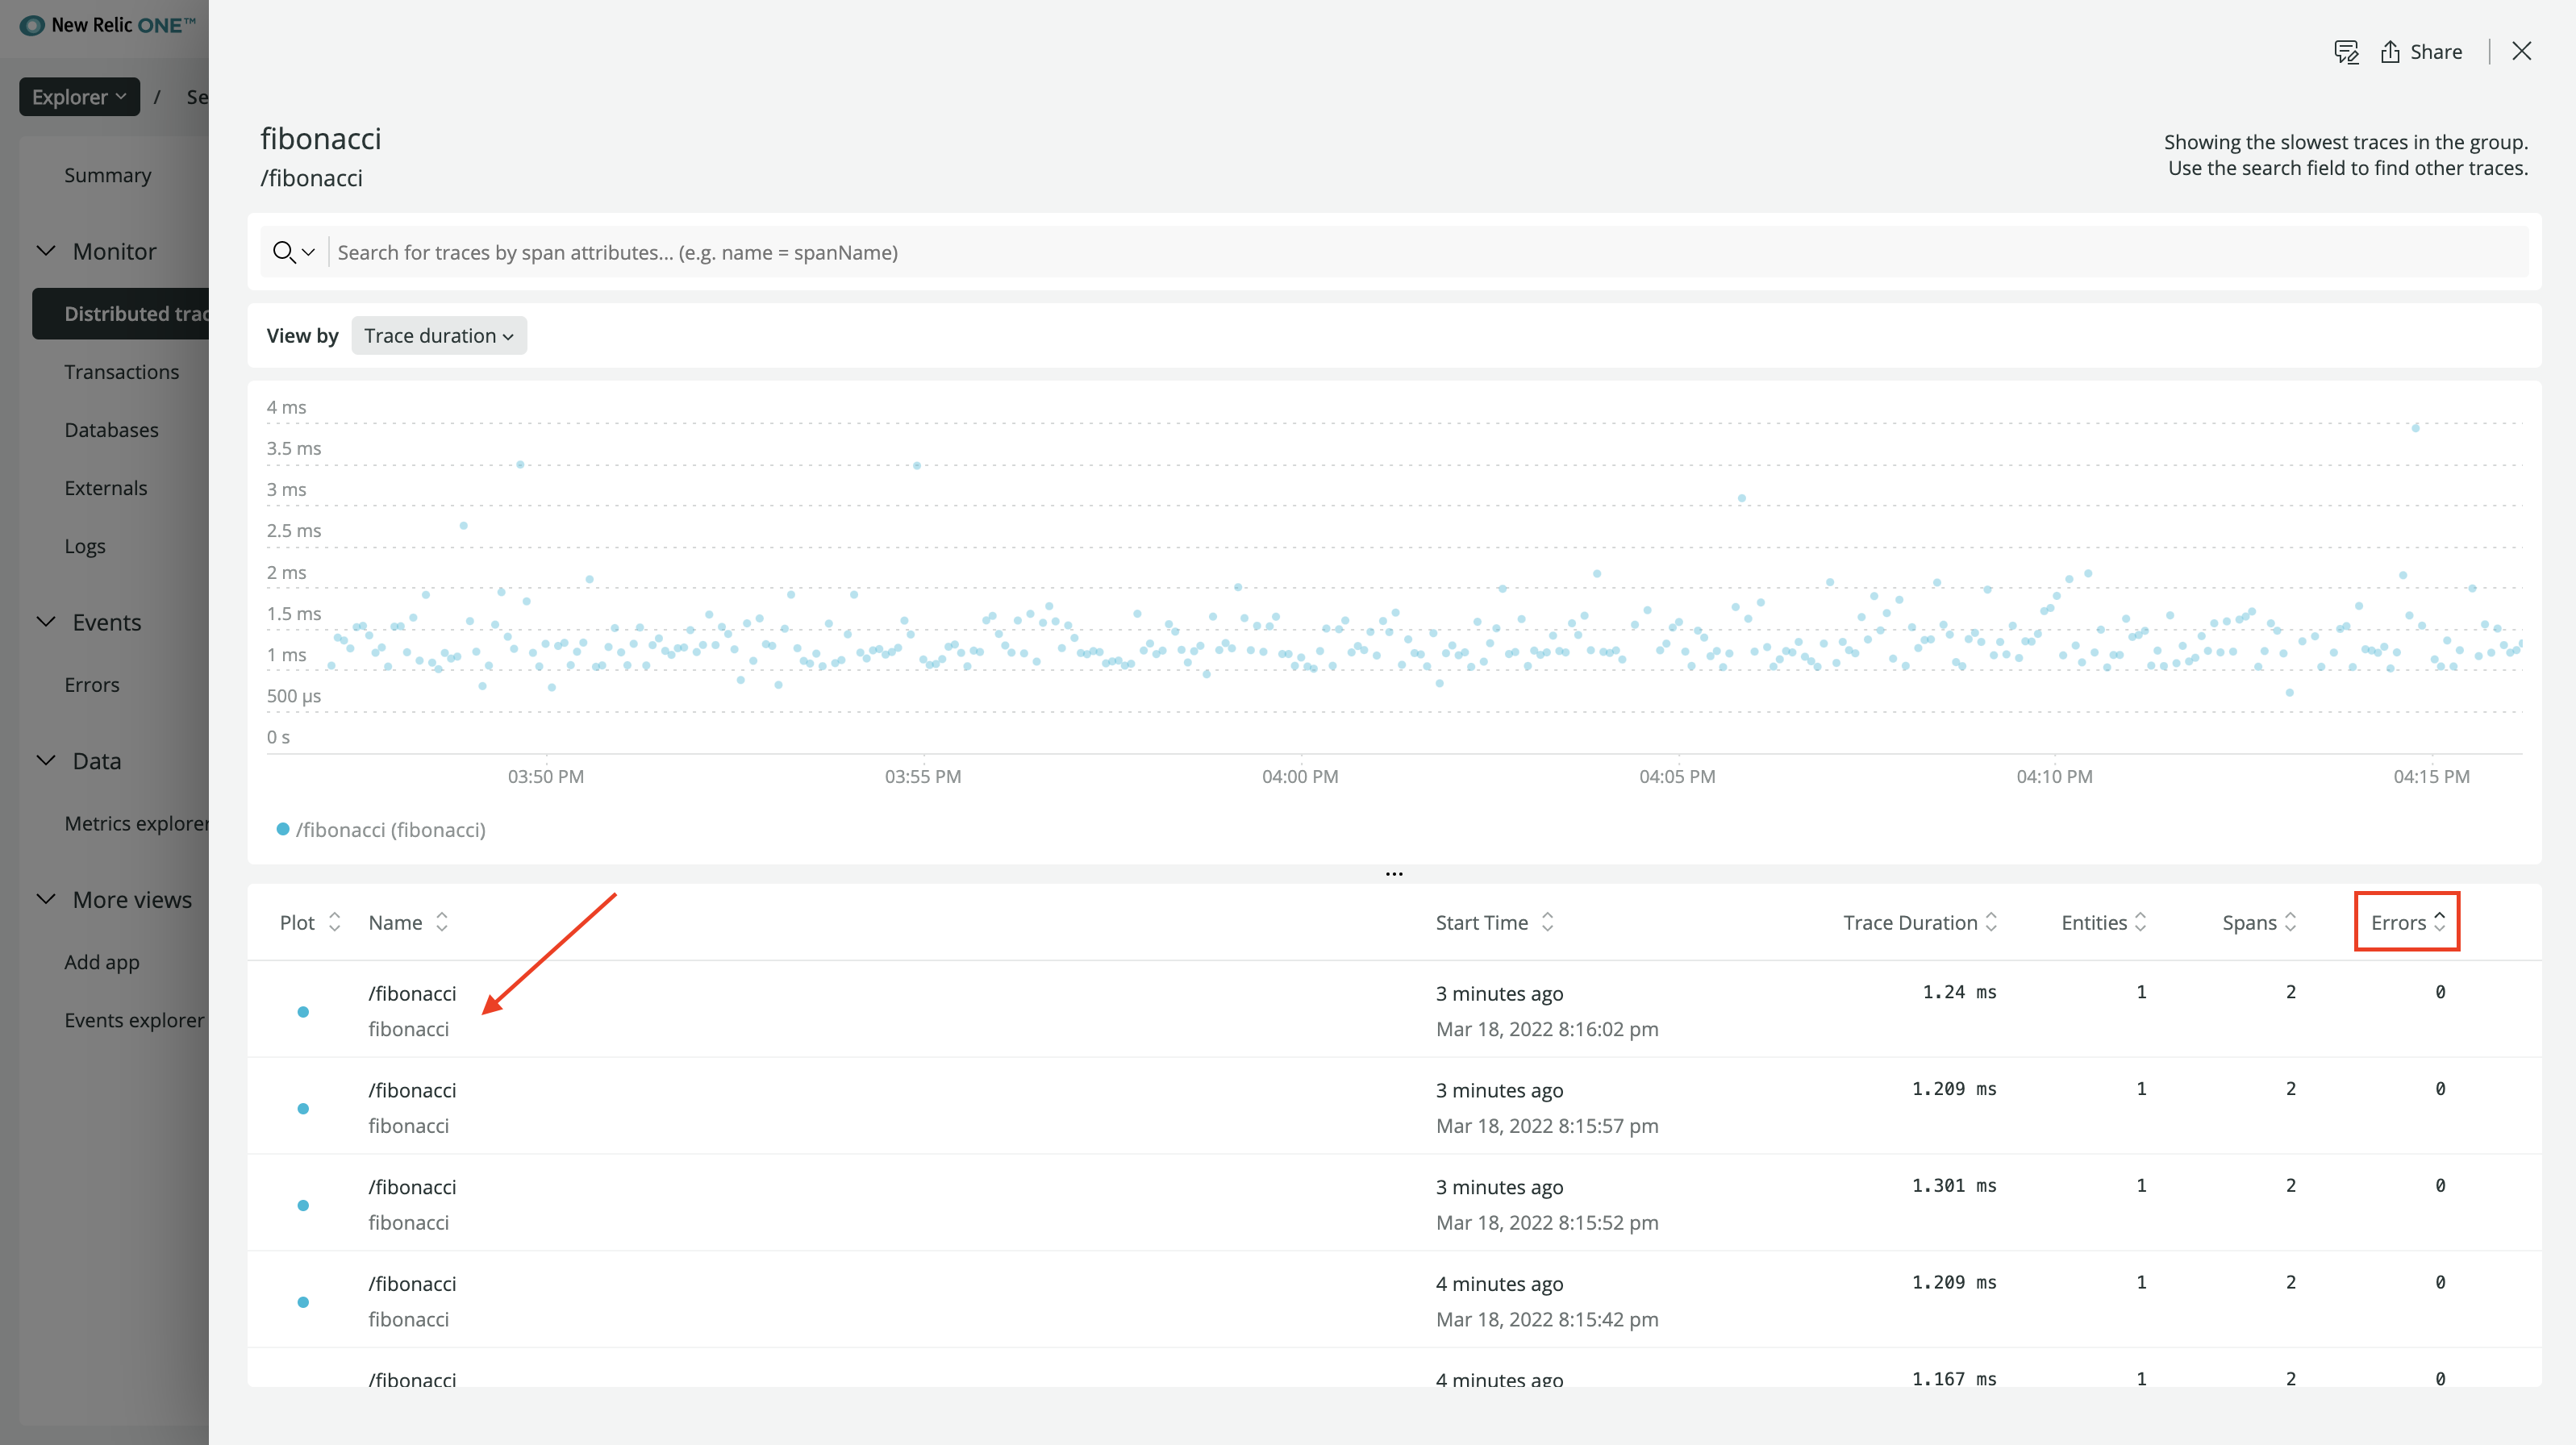 New Relic ONE™
Explorer / Se
Summary
Monitor
Distributed trac
Transactions
Databases
Externals
Logs
Events
Errors
Data
Metrics explorer
More views
Add app
Events explorer
Share
fibonacci
/fibonacci
Showing the slowest traces in the group.
Use the search field to find other traces.
Search for traces by span attributes... (e.g. name = spanName)
View by Trace duration
4 ms
3.5 ms
3 ms
2.5 ms
2 ms
1.5 ms
1 ms
500 µs
0 s
03:50 PM 03:55 PM 04:00 PM 04:05 PM 04:10 PM 04:15 PM
/fibonacci (fibonacci)
...
Plot Name Start Time Trace Duration Entities Spans Errors
/fibonacci 3 minutes ago 1.24 ms 1 2 0
fibonacci Mar 18, 2022 8:16:02 pm
/fibonacci 3 minutes ago 1.209 ms 1 2 0
fibonacci Mar 18, 2022 8:15:57 pm
/fibonacci 3 minutes ago 1.301 ms 1 2 0
fibonacci Mar 18, 2022 8:15:52 pm
/fibonacci 4 minutes ago 1.209 ms 1 2 0
fibonacci Mar 18, 2022 8:15:42 pm
/fibonacci 4 minutes ago 1.167 ms 1 2 0